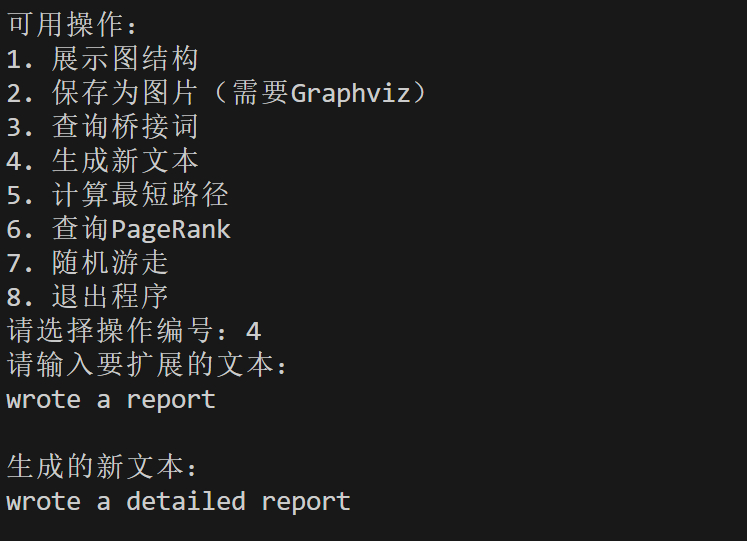 可用操作：
1. 展示图结构
2. 保存为图片（需要Graphviz）
3. 查询桥接词
4. 生成新文本
5. 计算最短路径
6. 查询PageRank
7. 随机游走
8. 退出程序
请选择操作编号：4
请输入要扩展的文本：
wrote a report
生成的新文本：
wrote a detailed report